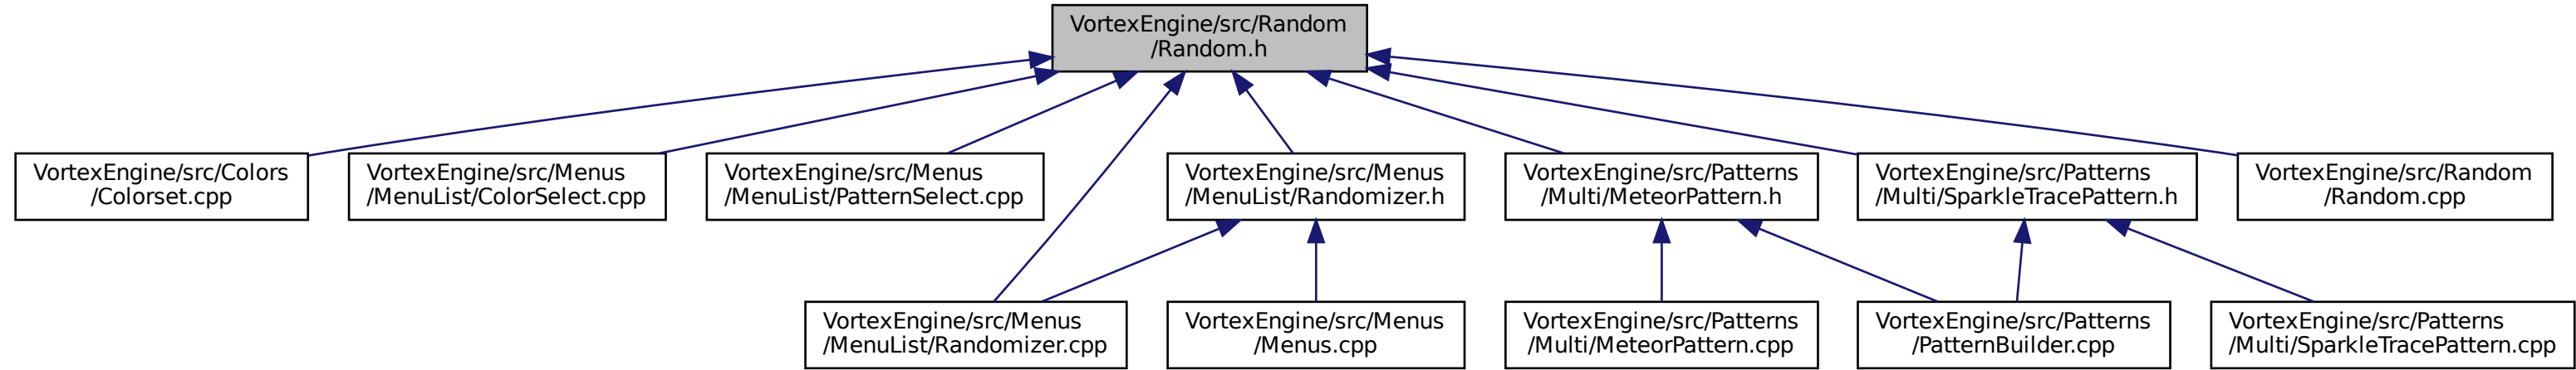 VortexEngine/src/Random
/Random.h
VortexEngine/src/Colors
/Colorset.cpp
VortexEngine/src/Menus
/MenuList/ColorSelect.cpp
VortexEngine/src/Menus
/MenuList/PatternSelect.cpp
VortexEngine/src/Menus
/MenuList/Randomizer.h
VortexEngine/src/Patterns
/Multi/MeteorPattern.h
VortexEngine/src/Patterns
/Multi/SparkleTracePattern.h
VortexEngine/src/Random
/Random.cpp
VortexEngine/src/Menus
/MenuList/Randomizer.cpp
VortexEngine/src/Menus
/Menus.cpp
VortexEngine/src/Patterns
/Multi/MeteorPattern.cpp
VortexEngine/src/Patterns
/PatternBuilder.cpp
VortexEngine/src/Patterns
/Multi/SparkleTracePattern.cpp